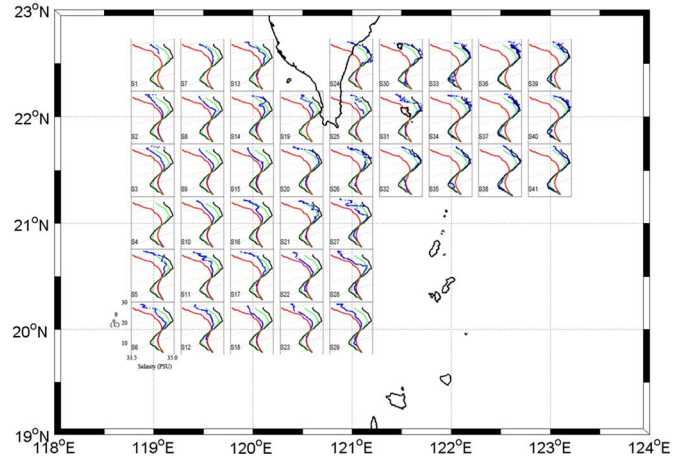 23°N
S1 S7 S13 S24 S30 S33 S36 S39
22°N
S2 S8 S14 S19 S25 S31 S34 S37 S40
S3 S9 S15 S20 S26 S32 S35 S38 S41
21°N
S4 S10 S16 S21 S27
S5 S11 S17 S22 S28
30
θ
20
(°C)
20°N
10
S6 S12 S18 S23 S29
33.5 35.0
Salinity (PSU)
19°N
118°E 119°E 120°E 121°E 122°E 123°E 124°E